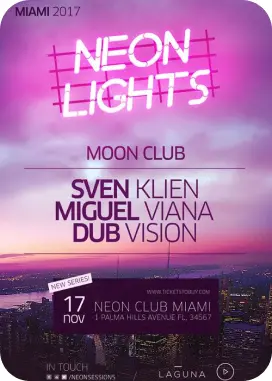 MIAMI 2017
NEON
LIGHTS
MOON CLUB
SVEN KLIEN
MIGUEL VIANA
DUB VISION
NEW SERIES!
WWW.TICKETSTOBUY.COM
17 NEON CLUB MIAMI
NOV 1 PALMA HILLS AVENUE FL, 34567
IN TOUCH
/NEONSESSIONS
LAGUNA